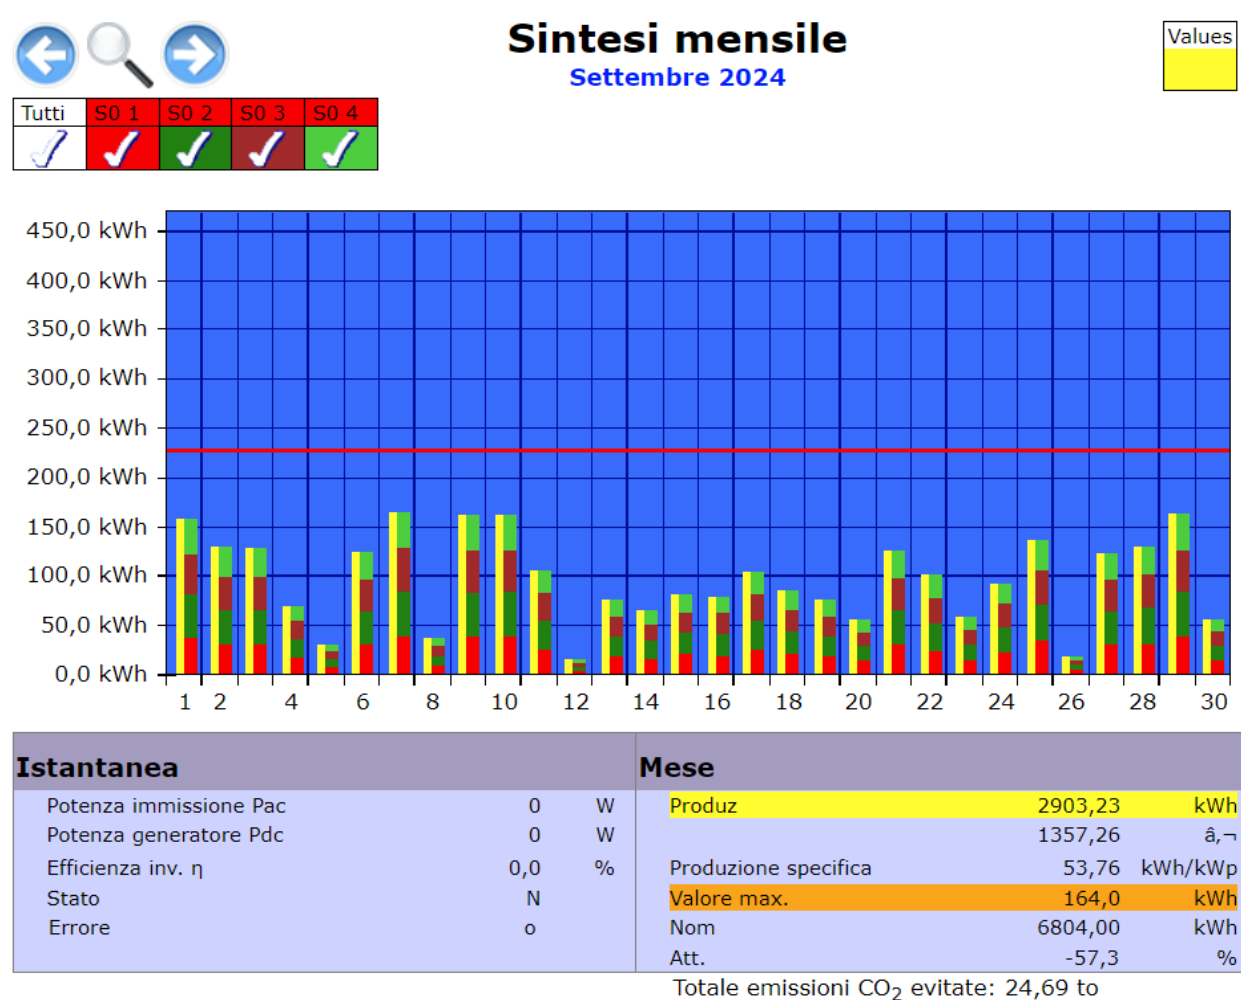 Sintesi mensile
Settembre 2024
Values
Tutti S0 1 S0 2 S0 3 S0 4
450,0 kWh
400,0 kWh
350,0 kWh
300,0 kWh
250,0 kWh
200,0 kWh
150,0 kWh
100,0 kWh
50,0 kWh
0,0 kWh
1 2 4 6 8 10 12 14 16 18 20 22 24 26 28 30
Istantanea
Potenza immissione Pac 0 W
Potenza generatore Pdc 0 W
Efficienza inv. η 0,0 %
Stato N
Errore o
Mese
Produz 2903,23 kWh
1357,26 â‚¬
Produzione specifica 53,76 kWh/kWp
Valore max. 164,0 kWh
Nom 6804,00 kWh
Att. -57,3 %
Totale emissioni CO₂ evitate: 24,69 to